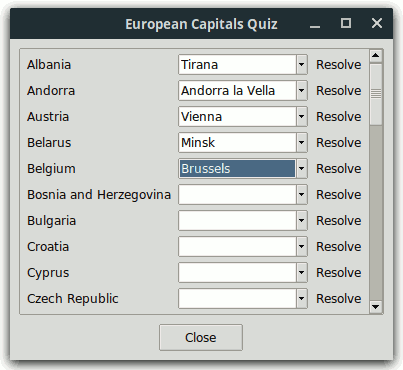 European Capitals Quiz
Albania Tirana Resolve
Andorra Andorra la Vella Resolve
Austria Vienna Resolve
Belarus Minsk Resolve
Belgium Brussels Resolve
Bosnia and Herzegovina Resolve
Bulgaria Resolve
Croatia Resolve
Cyprus Resolve
Czech Republic Resolve
Close